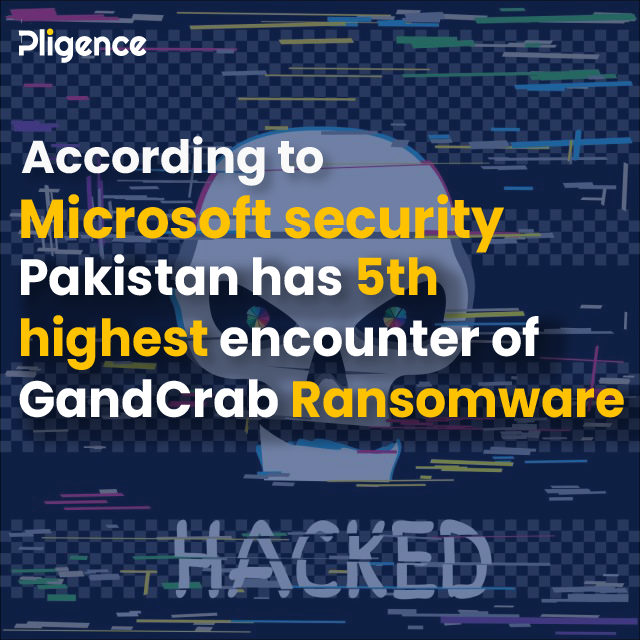 Pligence
According to
Microsoft security
Pakistan has 5th
highest encounter of
GandCrab Ransomware
HACKED